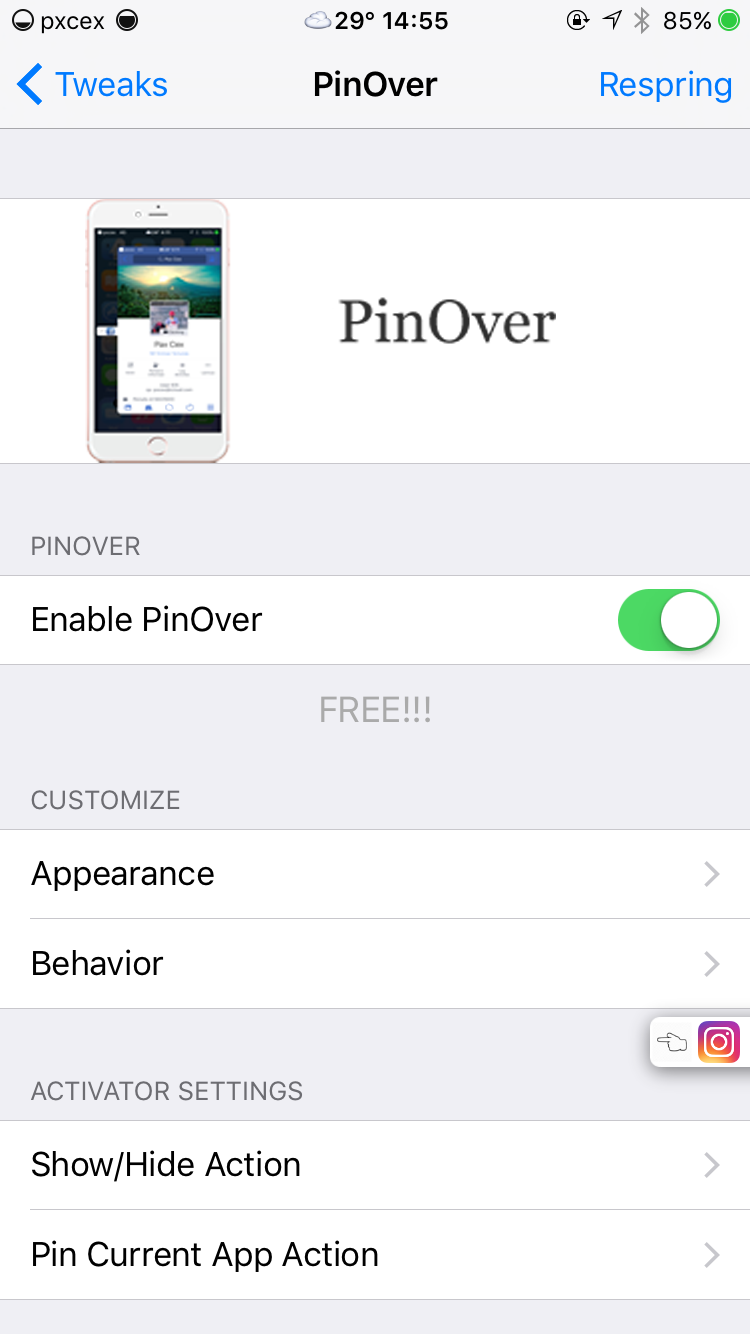 pxcex 29° 14:55 85%
Tweaks PinOver Respring
PinOver
PINOVER
Enable PinOver
FREE!!!
CUSTOMIZE
Appearance
Behavior
ACTIVATOR SETTINGS
Show/Hide Action
Pin Current App Action